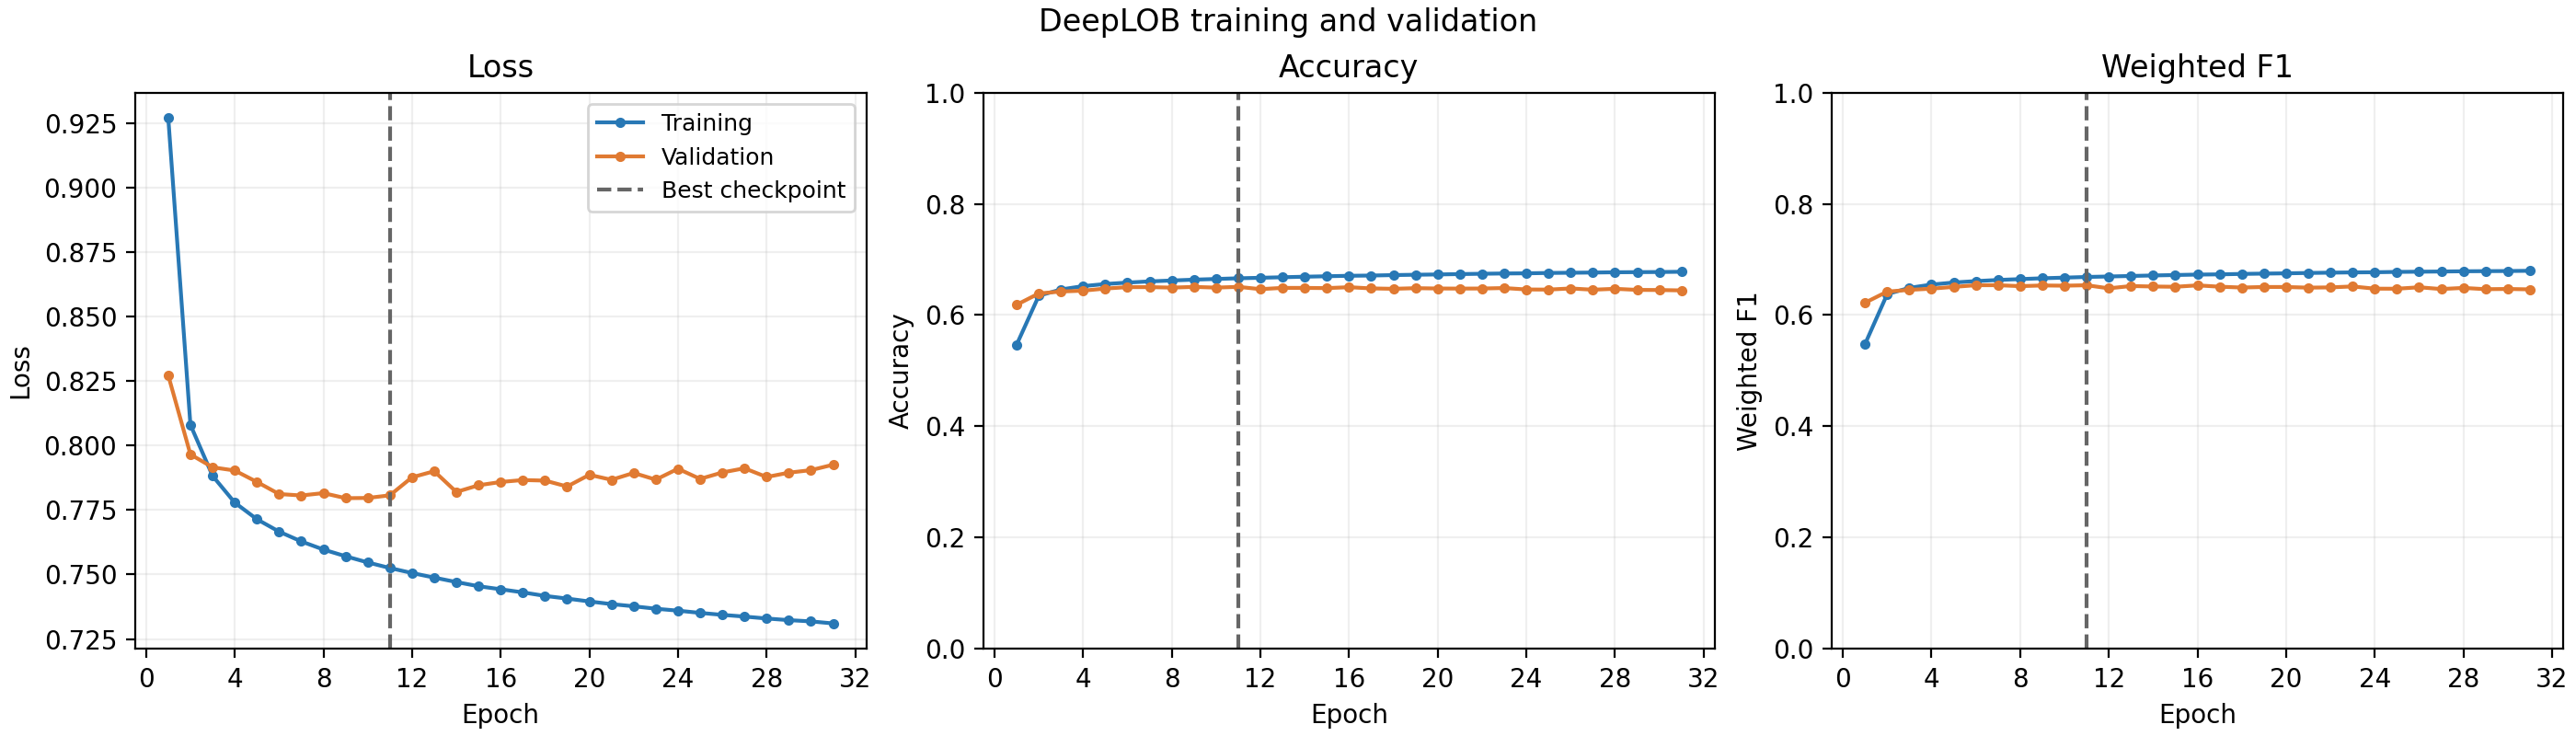 DeepLOB training and validation
Loss
0.925
0.900
0.875
0.850
0.825
0.800
0.775
0.750
0.725
Loss
0 4 8 12 16 20 24 28 32
Epoch
Training
Validation
Best checkpoint
Accuracy
1.0
0.8
0.6
0.4
0.2
0.0
Accuracy
0 4 8 12 16 20 24 28 32
Epoch
Weighted F1
1.0
0.8
0.6
0.4
0.2
0.0
Weighted F1
0 4 8 12 16 20 24 28 32
Epoch